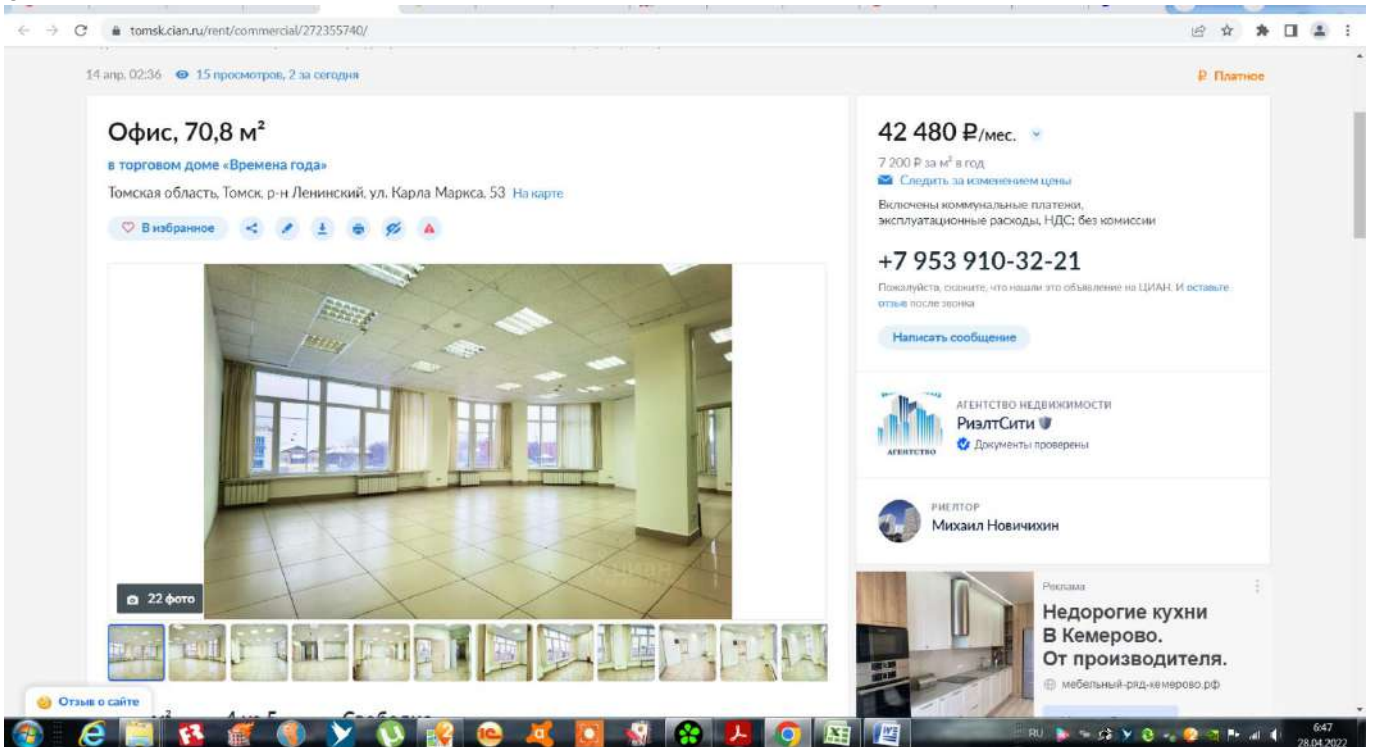 tomsk.cian.ru/rent/commercial/272355740/
14 апр, 02:36 15 просмотров, 2 за сегодня
₽ Платное
Офис, 70,8 м²
в торговом доме «Времена года»
Томская область, Томск, р-н Ленинский, ул. Карла Маркса, 53 На карте
В избранное
22 фото
42 480 ₽/мес.
7 200 ₽ за м² в год
Следить за изменением цены
Включены коммунальные платежи,
эксплуатационные расходы, НДС; без комиссии
+7 953 910-32-21
Пожалуйста, скажите, что нашли это объявление на ЦИАН. И оставьте
отзыв после звонка
Написать сообщение
АГЕНТСТВО НЕДВИЖИМОСТИ
РиэлтСити
Документы проверены
АГЕНТСТВО
РИЕЛТОР
Михаил Новичихин
Реклама
Недорогие кухни
В Кемерово.
От производителя.
мебельный-ряд-кемерово.рф
Отзыв о сайте
RU
6:47
28.04.2022